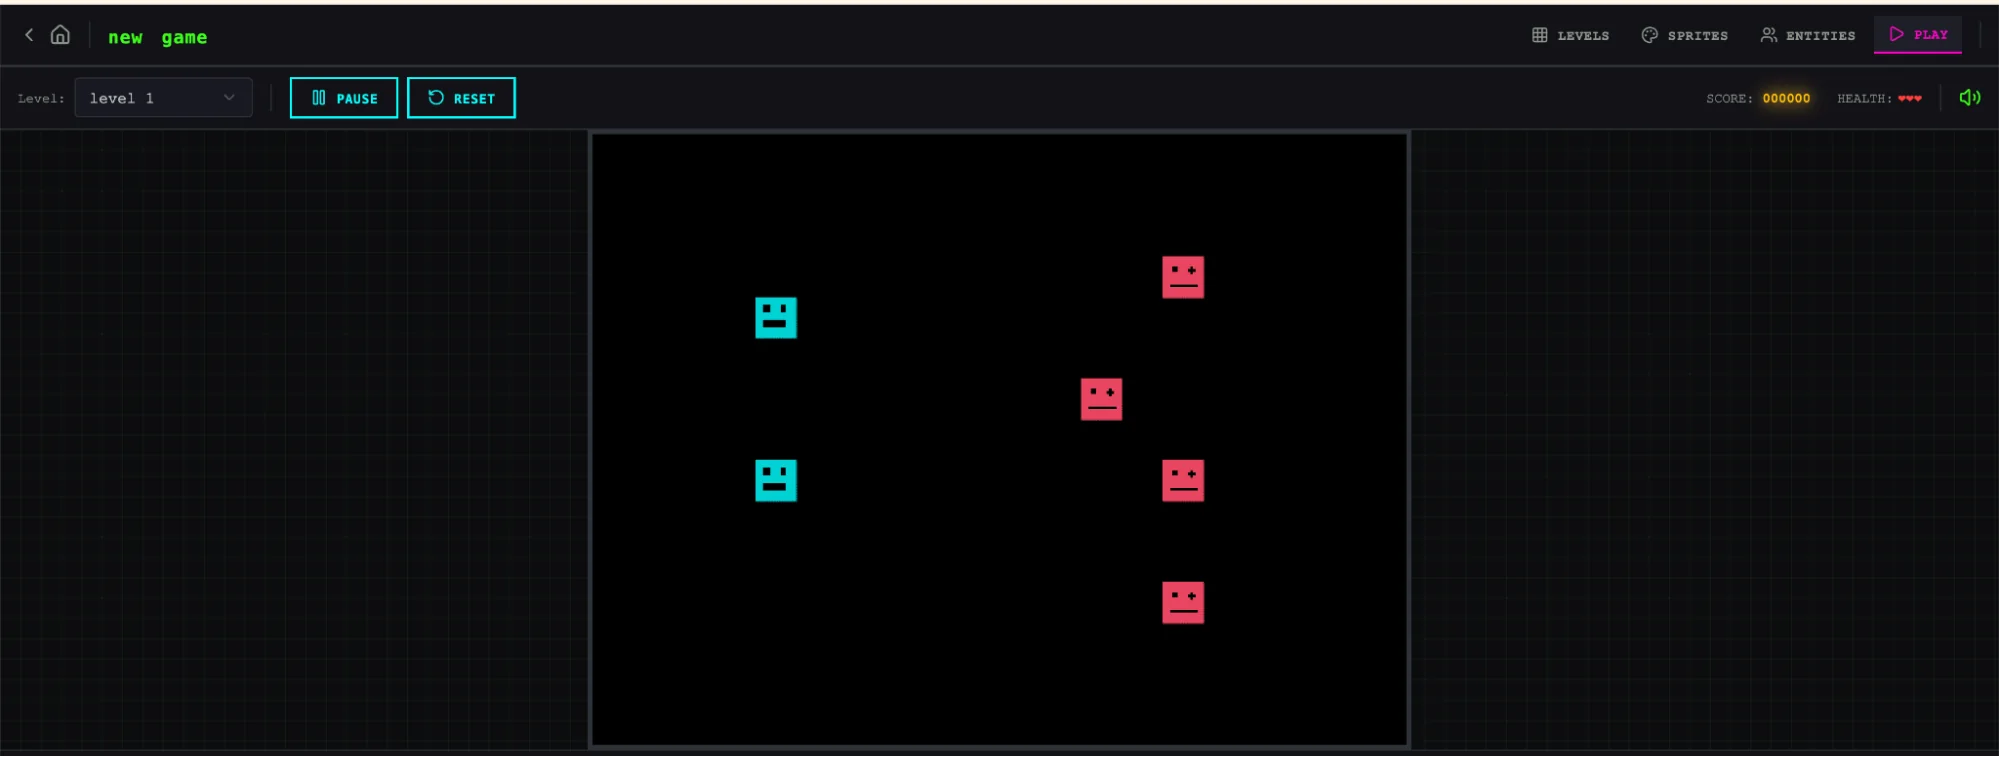 new game
LEVELS
SPRITES
ENTITIES
PLAY
Level:
level 1
PAUSE
RESET
SCORE: 000000
HEALTH: